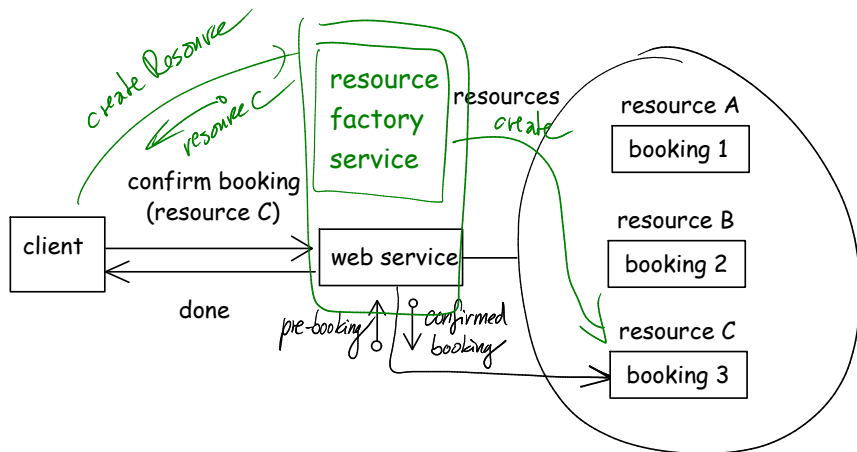 create Resource
resource C
resource
factory
service
resources
create
resource A
booking 1
confirm booking
(resource C)
client
web service
resource B
booking 2
done
pre-booking
confirmed
booking
resource C
booking 3